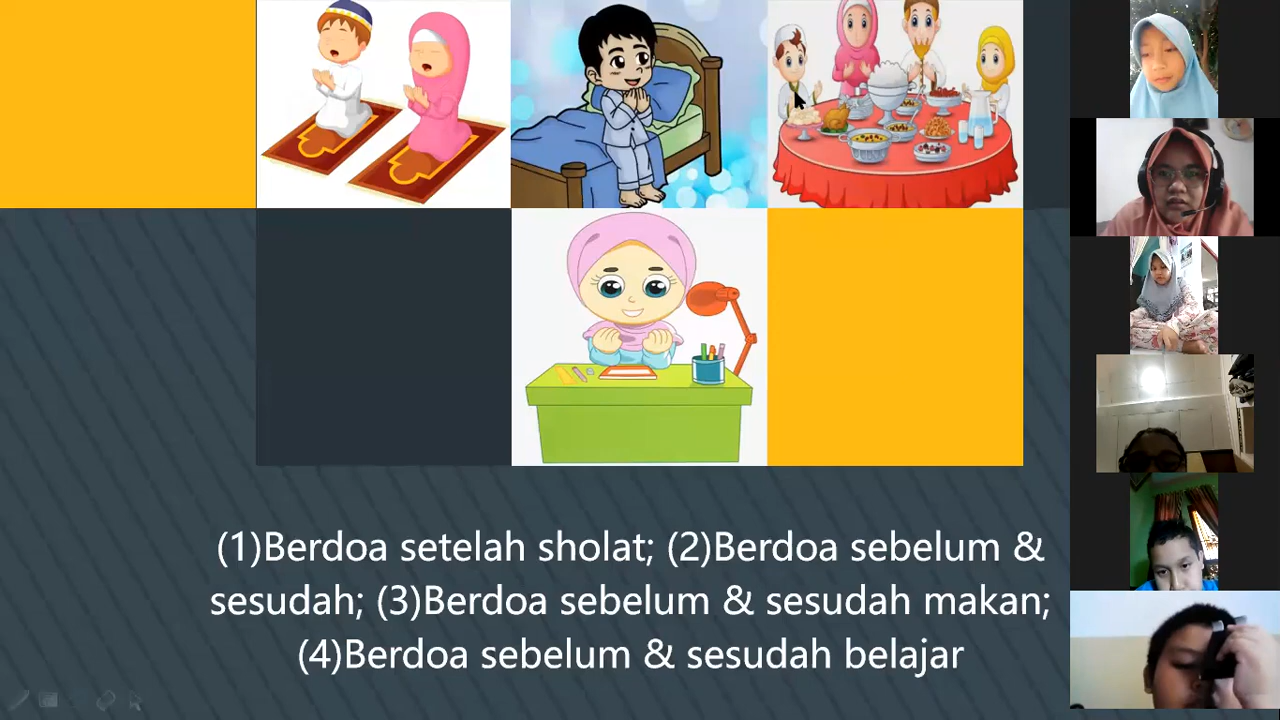 (1)Berdoa setelah sholat; (2)Berdoa sebelum &
sesudah; (3)Berdoa sebelum & sesudah makan;
(4)Berdoa sebelum & sesudah belajar